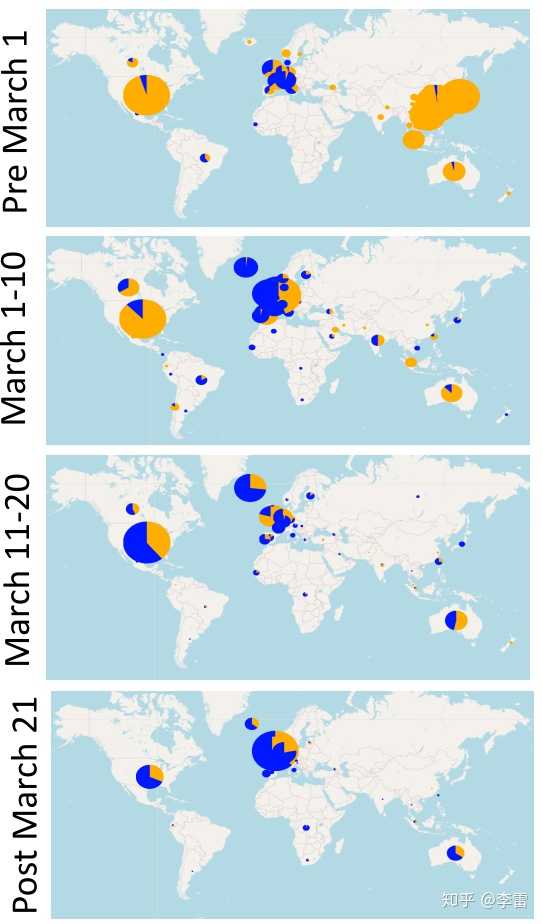 Pre March 1
March 1-10
March 11-20
Post March 21
知乎 @李雷